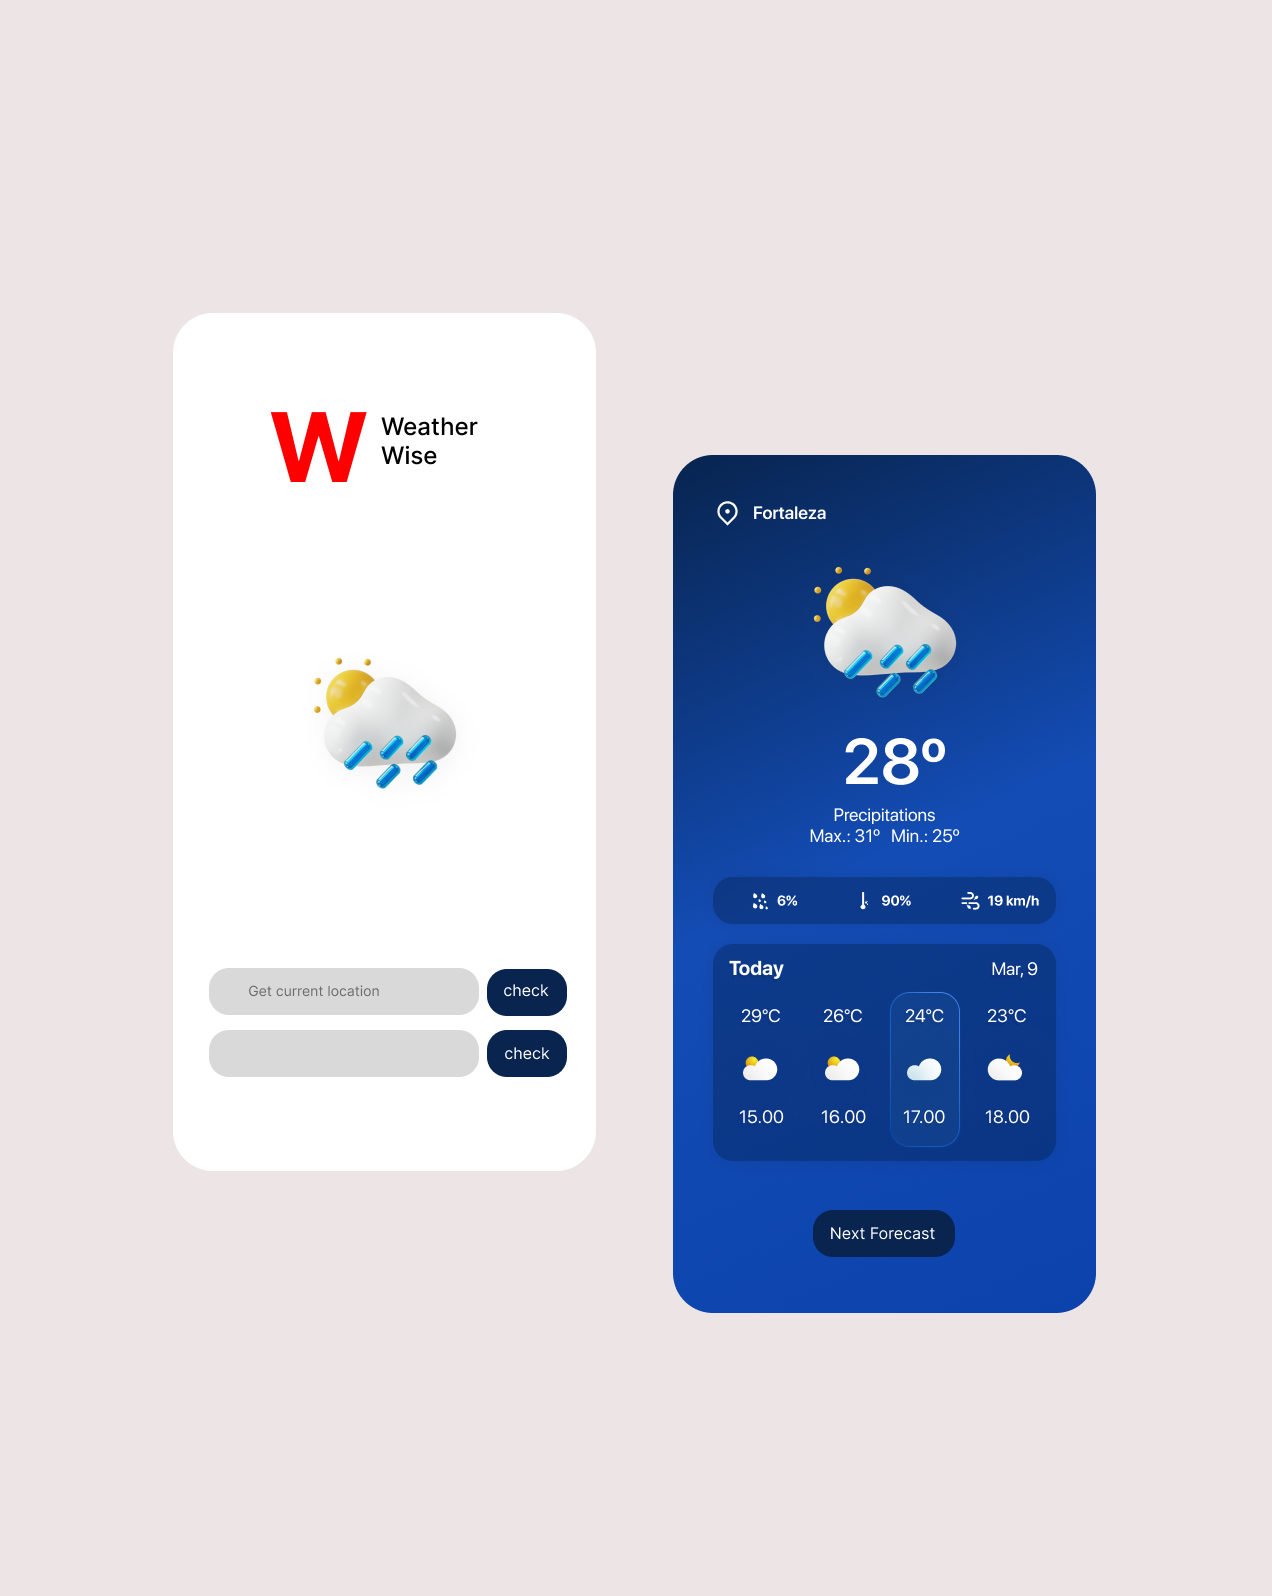 W
Weather
Wise
Get current location
check
check
Fortaleza
28º
Precipitations
Max.: 31º Min.: 25º
6% 90% 19 km/h
Today Mar, 9
29°C 26°C 24°C 23°C
15.00 16.00 17.00 18.00
Next Forecast